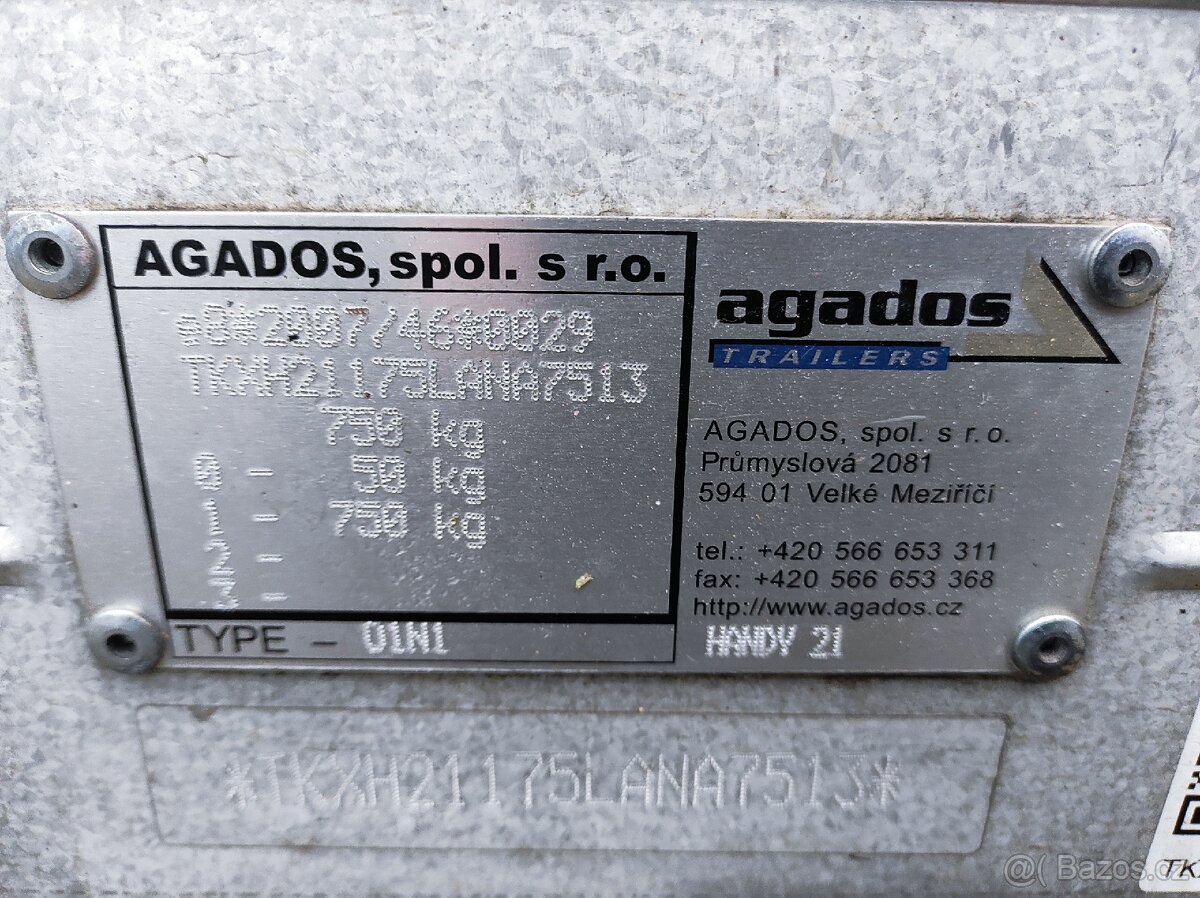 AGADOS, spol. s r.o.
e8*2007/46*0029
TKXH21175LANA7513
750 kg
0 - 50 kg
1 - 750 kg
2 -
3 -
TYPE - O1N1
agados
TRAILERS
AGADOS, spol. s r.o.
Průmyslová 2081
594 01 Velké Meziříčí
tel.: +420 566 653 311
fax: +420 566 653 368
http://www.agados.cz
HANDY 21
*TKXH21175LANA7513*
TKX
@( Bazos.cz